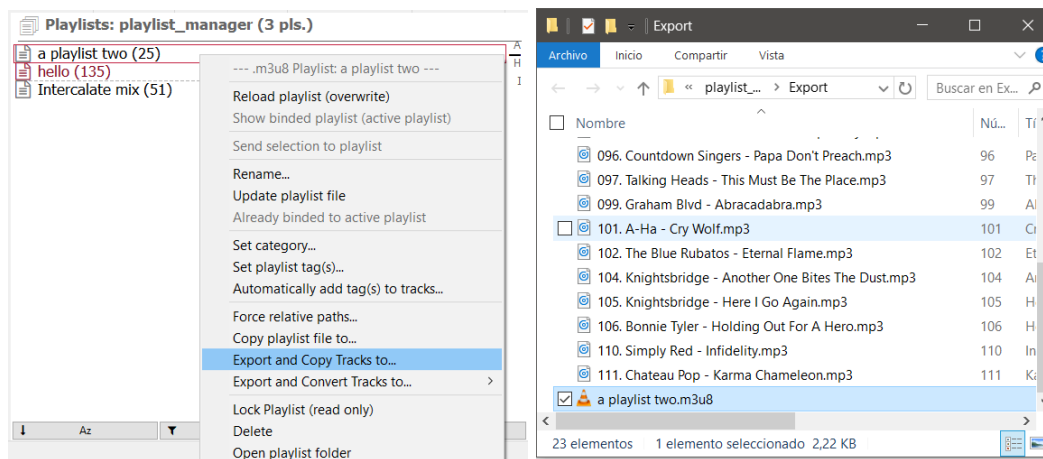 Playlists: playlist_manager (3 pls.)
a playlist two (25)
hello (135)
Intercalate mix (51)
A
H
I
--- .m3u8 Playlist: a playlist two ---
Reload playlist (overwrite)
Show binded playlist (active playlist)
Send selection to playlist
Rename...
Update playlist file
Already binded to active playlist
Set category...
Set playlist tag(s)...
Automatically add tag(s) to tracks...
Force relative paths...
Copy playlist file to...
Export and Copy Tracks to...
Export and Convert Tracks to...
Lock Playlist (read only)
Delete
Open playlist folder
Az
Export
Archivo Inicio Compartir Vista
« playlist_... > Export Buscar en Ex...
Nombre Nú... Tí
096. Countdown Singers - Papa Don't Preach.mp3 96 Pa
097. Talking Heads - This Must Be The Place.mp3 97 Th
099. Graham Blvd - Abracadabra.mp3 99 Al
101. A-Ha - Cry Wolf.mp3 101 Cr
102. The Blue Rubatos - Eternal Flame.mp3 102 Et
104. Knightsbridge - Another One Bites The Dust.mp3 104 A
105. Knightsbridge - Here I Go Again.mp3 105 H
106. Bonnie Tyler - Holding Out For A Hero.mp3 106 H
110. Simply Red - Infidelity.mp3 110 In
111. Chateau Pop - Karma Chameleon.mp3 111 Ka
a playlist two.m3u8
23 elementos 1 elemento seleccionado 2,22 KB